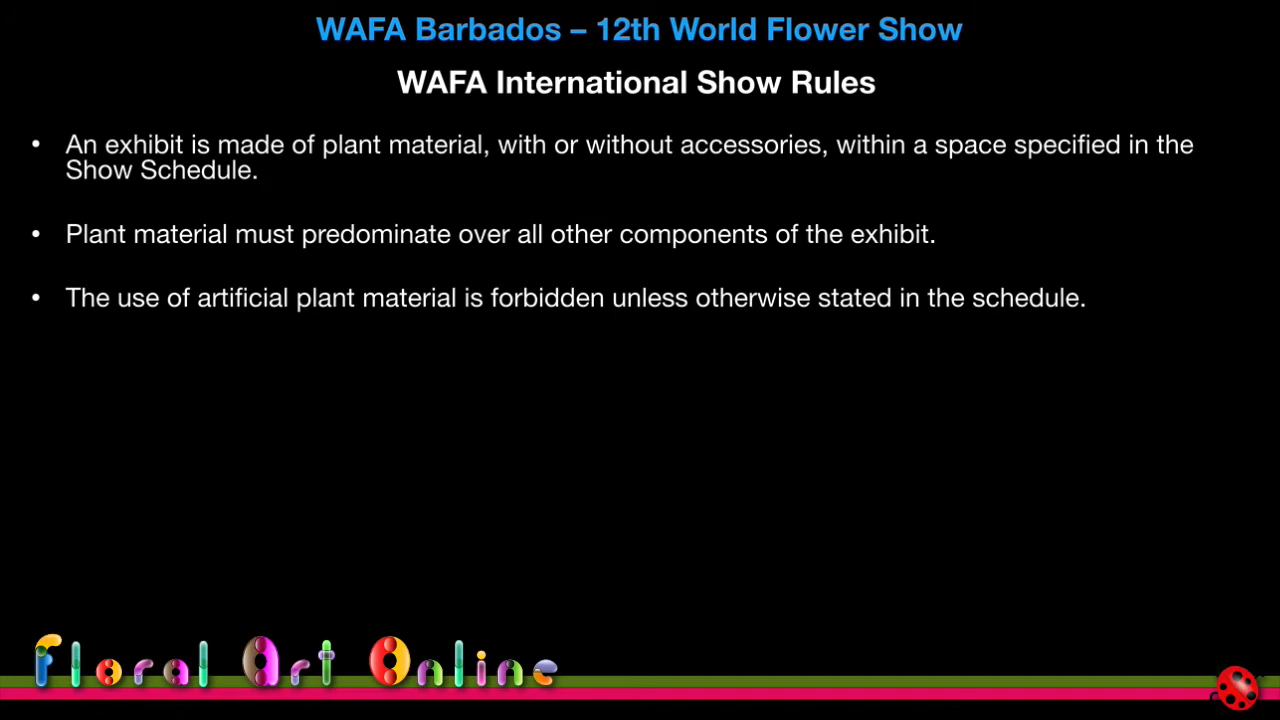 WAFA Barbados – 12th World Flower Show
WAFA International Show Rules
• An exhibit is made of plant material, with or without accessories, within a space specified in the
Show Schedule.
• Plant material must predominate over all other components of the exhibit.
• The use of artificial plant material is forbidden unless otherwise stated in the schedule.
Floral Art Online